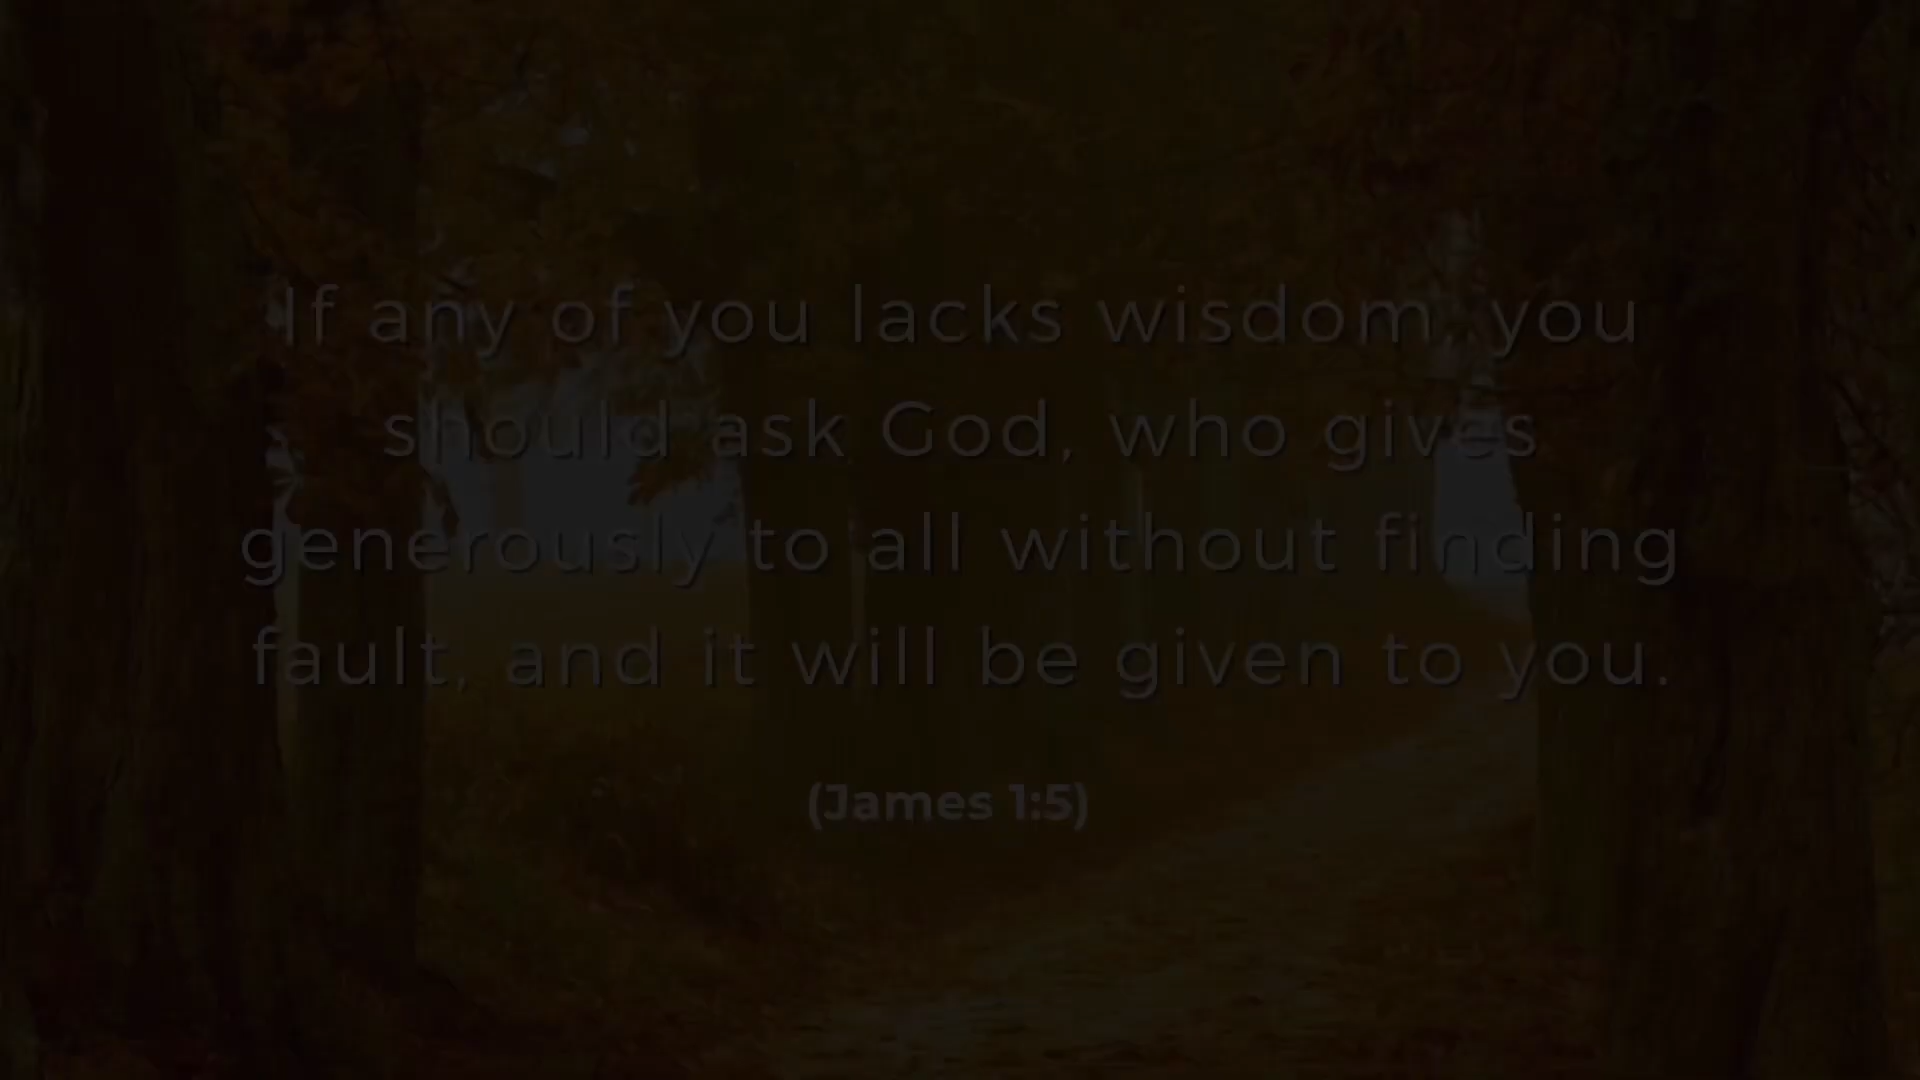 If any of you lacks wisdom, you
should ask God, who gives
generously to all without finding
fault, and it will be given to you.
(James 1:5)